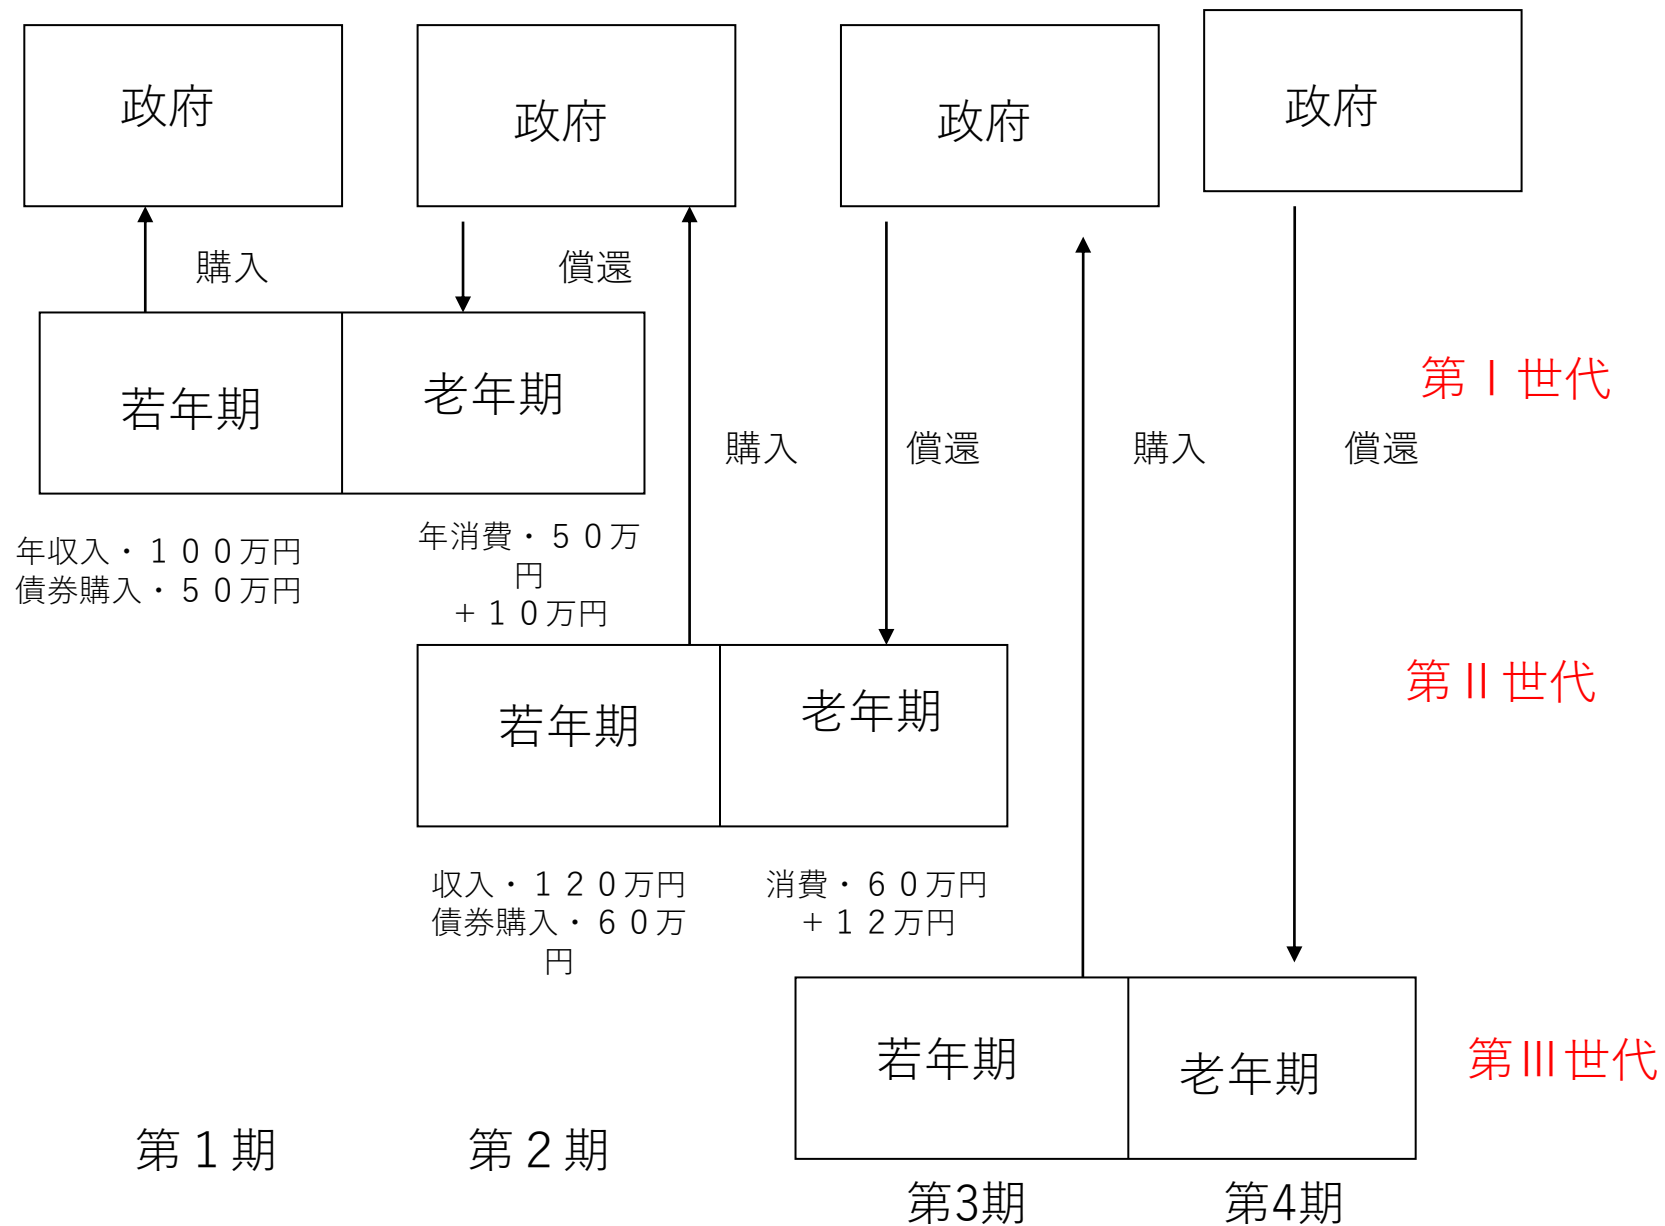 政府
政府
政府
政府
購入
償還
若年期
老年期
第Ⅰ世代
購入
償還
購入
償還
年収入・１００万円
債券購入・５０万円
年消費・５０万
円
＋１０万円
若年期
老年期
第Ⅱ世代
収入・１２０万円
債券購入・６０万
円
消費・６０万円
＋１２万円
若年期
老年期
第Ⅲ世代
第１期
第２期
第3期
第4期